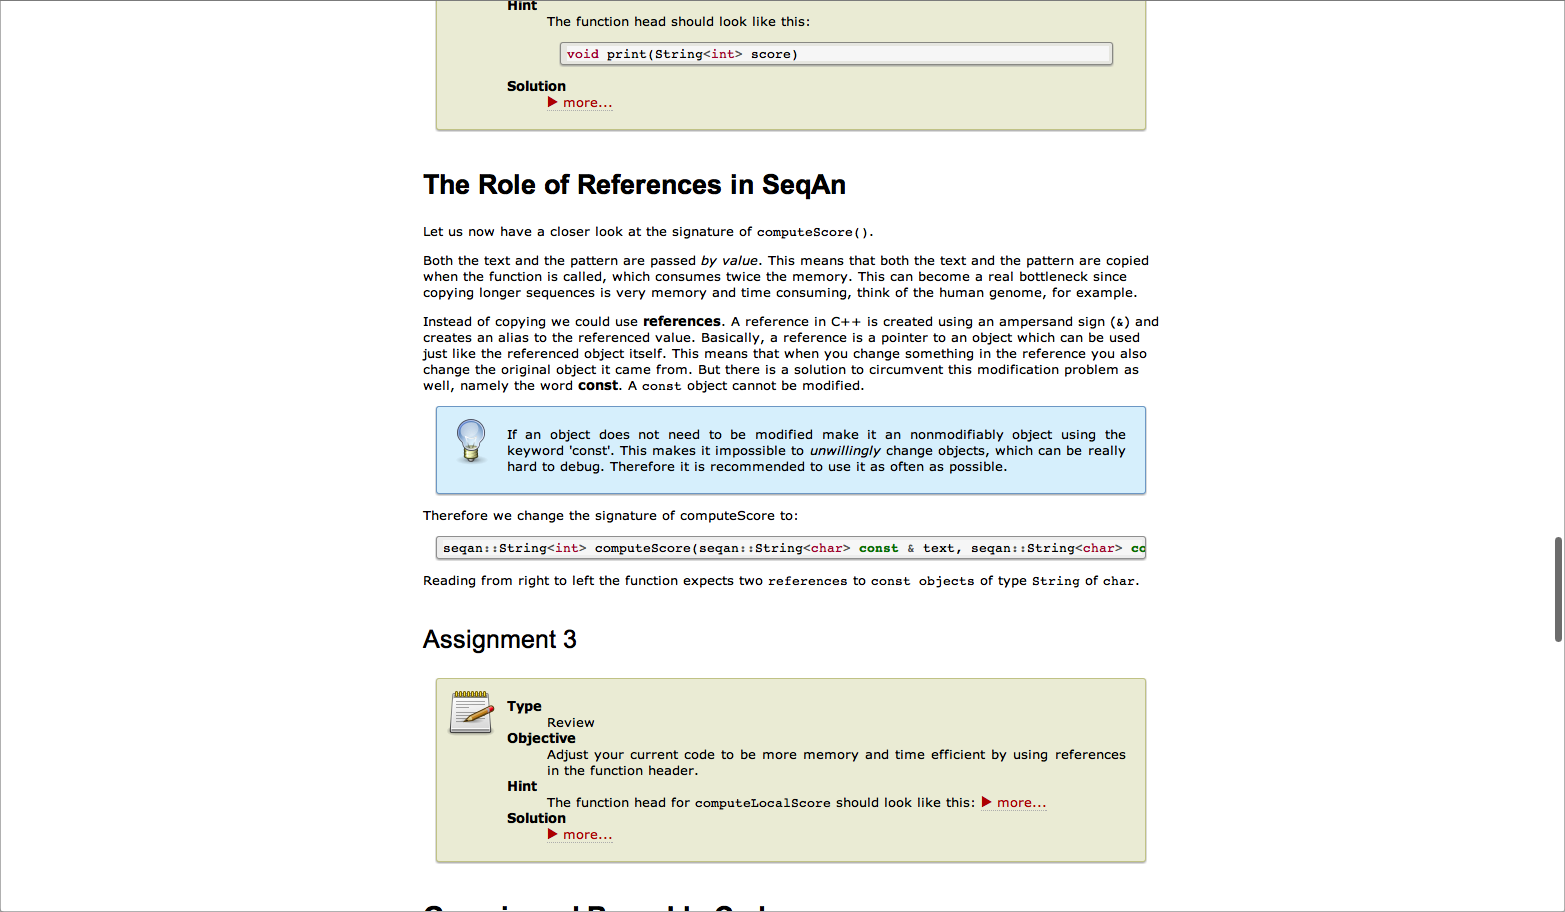 Hint
The function head should look like this:
void print(String<int> score)
Solution
more...
The Role of References in SeqAn
Let us now have a closer look at the signature of computeScore().
Both the text and the pattern are passed by value. This means that both the text and the pattern are copied
when the function is called, which consumes twice the memory. This can become a real bottleneck since
copying longer sequences is very memory and time consuming, think of the human genome, for example.
Instead of copying we could use references. A reference in C++ is created using an ampersand sign (&) and
creates an alias to the referenced value. Basically, a reference is a pointer to an object which can be used
just like the referenced object itself. This means that when you change something in the reference you also
change the original object it came from. But there is a solution to circumvent this modification problem as
well, namely the word const. A const object cannot be modified.
If an object does not need to be modified make it an nonmodifiably object using the
keyword 'const'. This makes it impossible to unwillingly change objects, which can be really
hard to debug. Therefore it is recommended to use it as often as possible.
Therefore we change the signature of computeScore to:
seqan::String<int> computeScore(seqan::String<char> const & text, seqan::String<char> co
Reading from right to left the function expects two references to const objects of type String of char.
Assignment 3
Type
Review
Objective
Adjust your current code to be more memory and time efficient by using references
in the function header.
Hint
The function head for computeLocalScore should look like this: more...
Solution
more...